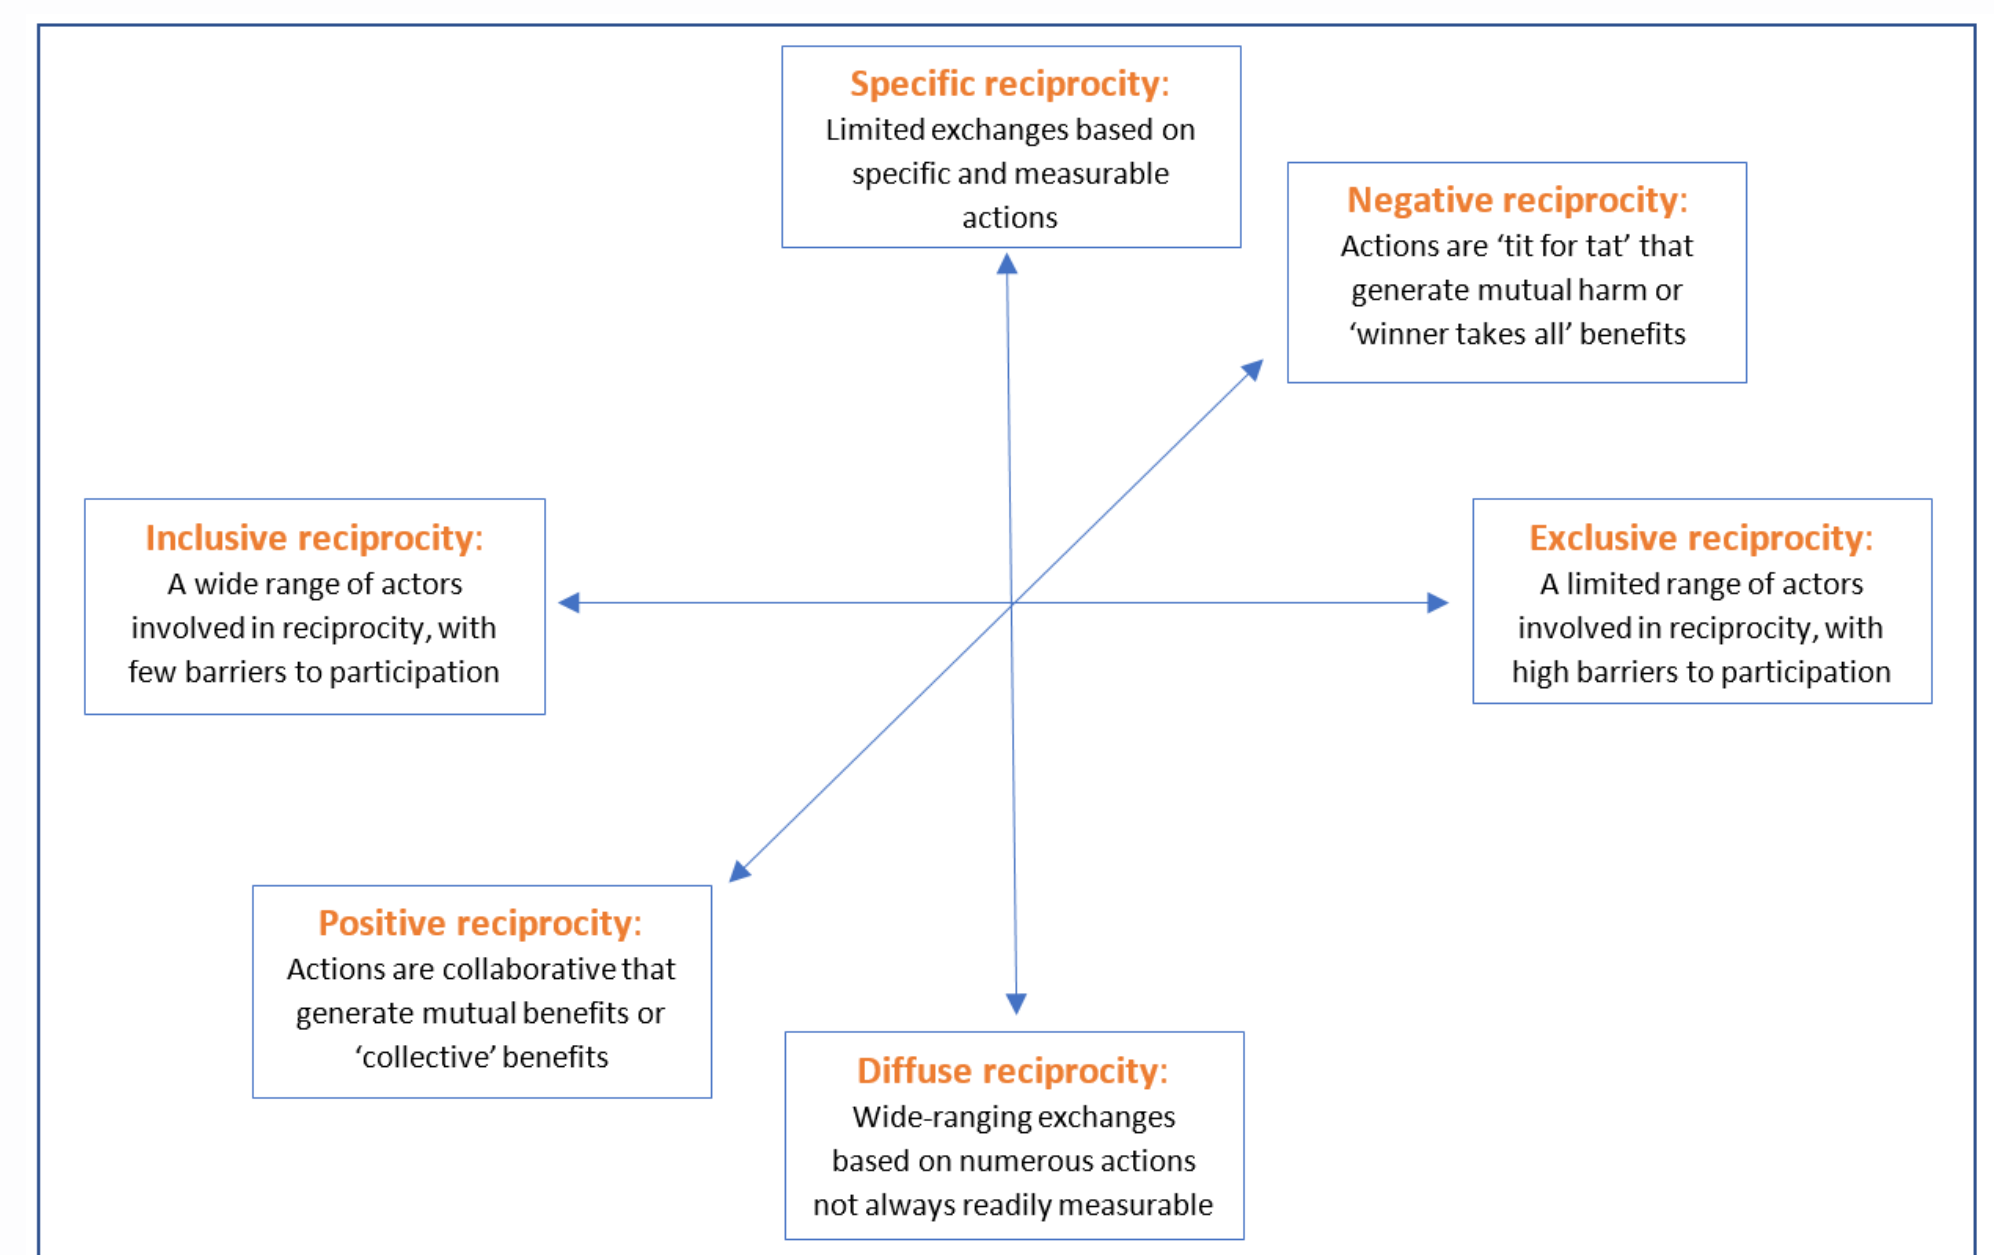 Specific reciprocity:
Limited exchanges based on
specific and measurable
actions
Negative reciprocity:
Actions are ‘tit for tat’ that
generate mutual harm or
‘winner takes all’ benefits
Inclusive reciprocity:
A wide range of actors
involved in reciprocity, with
few barriers to participation
Exclusive reciprocity:
A limited range of actors
involved in reciprocity, with
high barriers to participation
Positive reciprocity:
Actions are collaborative that
generate mutual benefits or
‘collective’ benefits
Diffuse reciprocity:
Wide-ranging exchanges
based on numerous actions
not always readily measurable